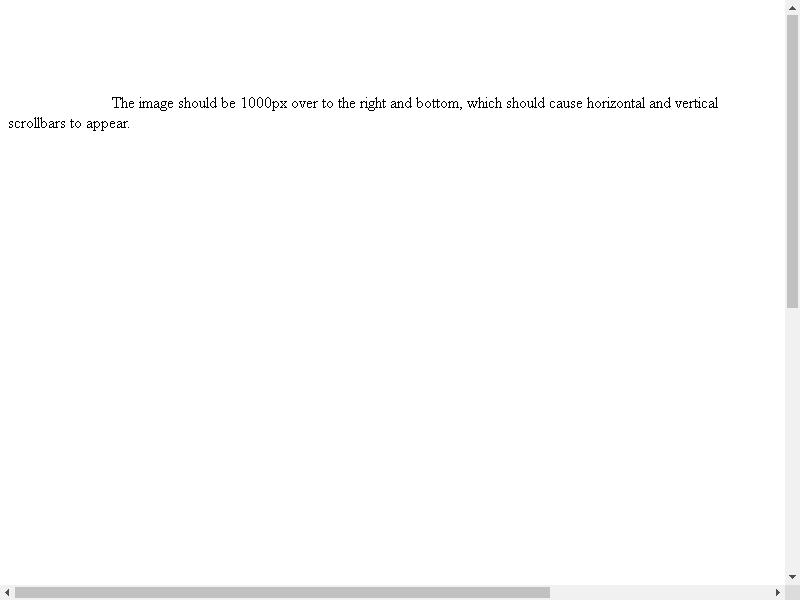 The image should be 1000px over to the right and bottom, which should cause horizontal and vertical
scrollbars to appear.